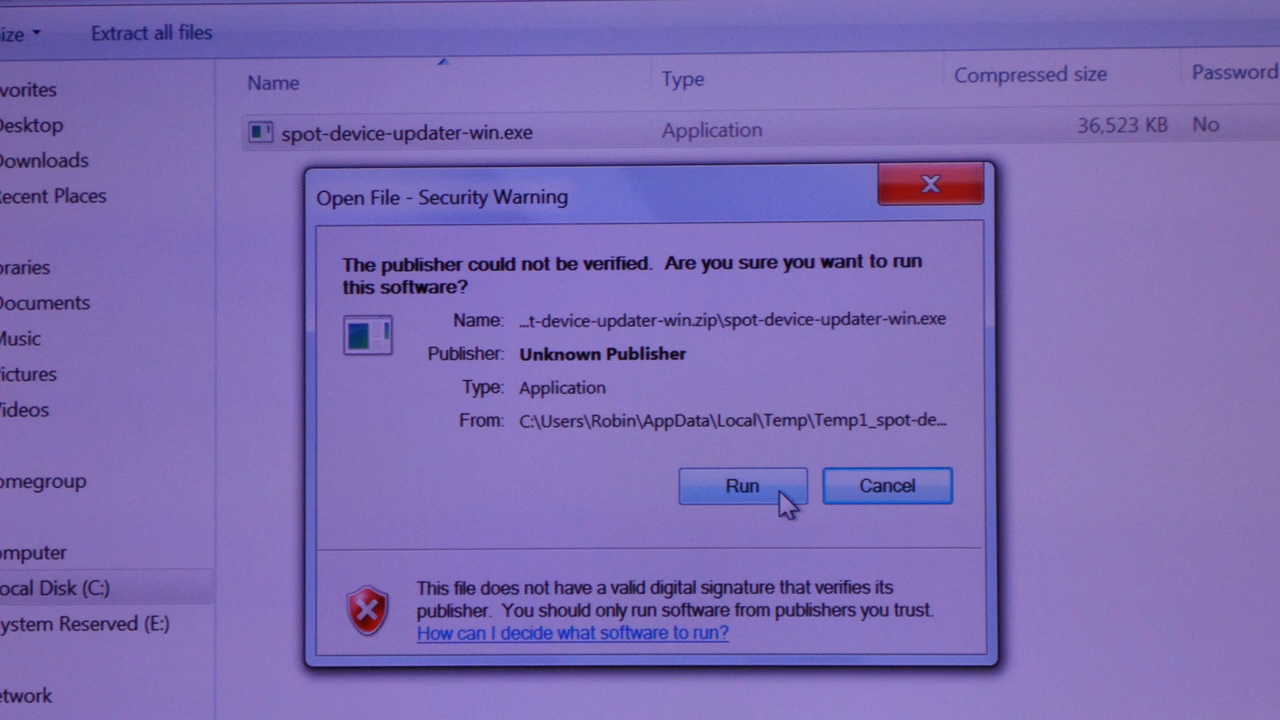 ize
Extract all files
vorites
Desktop
Downloads
Recent Places
braries
Documents
Music
Pictures
Videos
omegroup
omputer
ocal Disk (C:)
ystem Reserved (E:)
etwork
Name Type Compressed size Password
spot-device-updater-win.exe Application 36,523 KB No
Open File - Security Warning
The publisher could not be verified. Are you sure you want to run
this software?
Name: ...t-device-updater-win.zip\spot-device-updater-win.exe
Publisher: Unknown Publisher
Type: Application
From: C:\Users\Robin\AppData\Local\Temp\Temp1_spot-de...
Run Cancel
This file does not have a valid digital signature that verifies its
publisher. You should only run software from publishers you trust.
How can I decide what software to run?